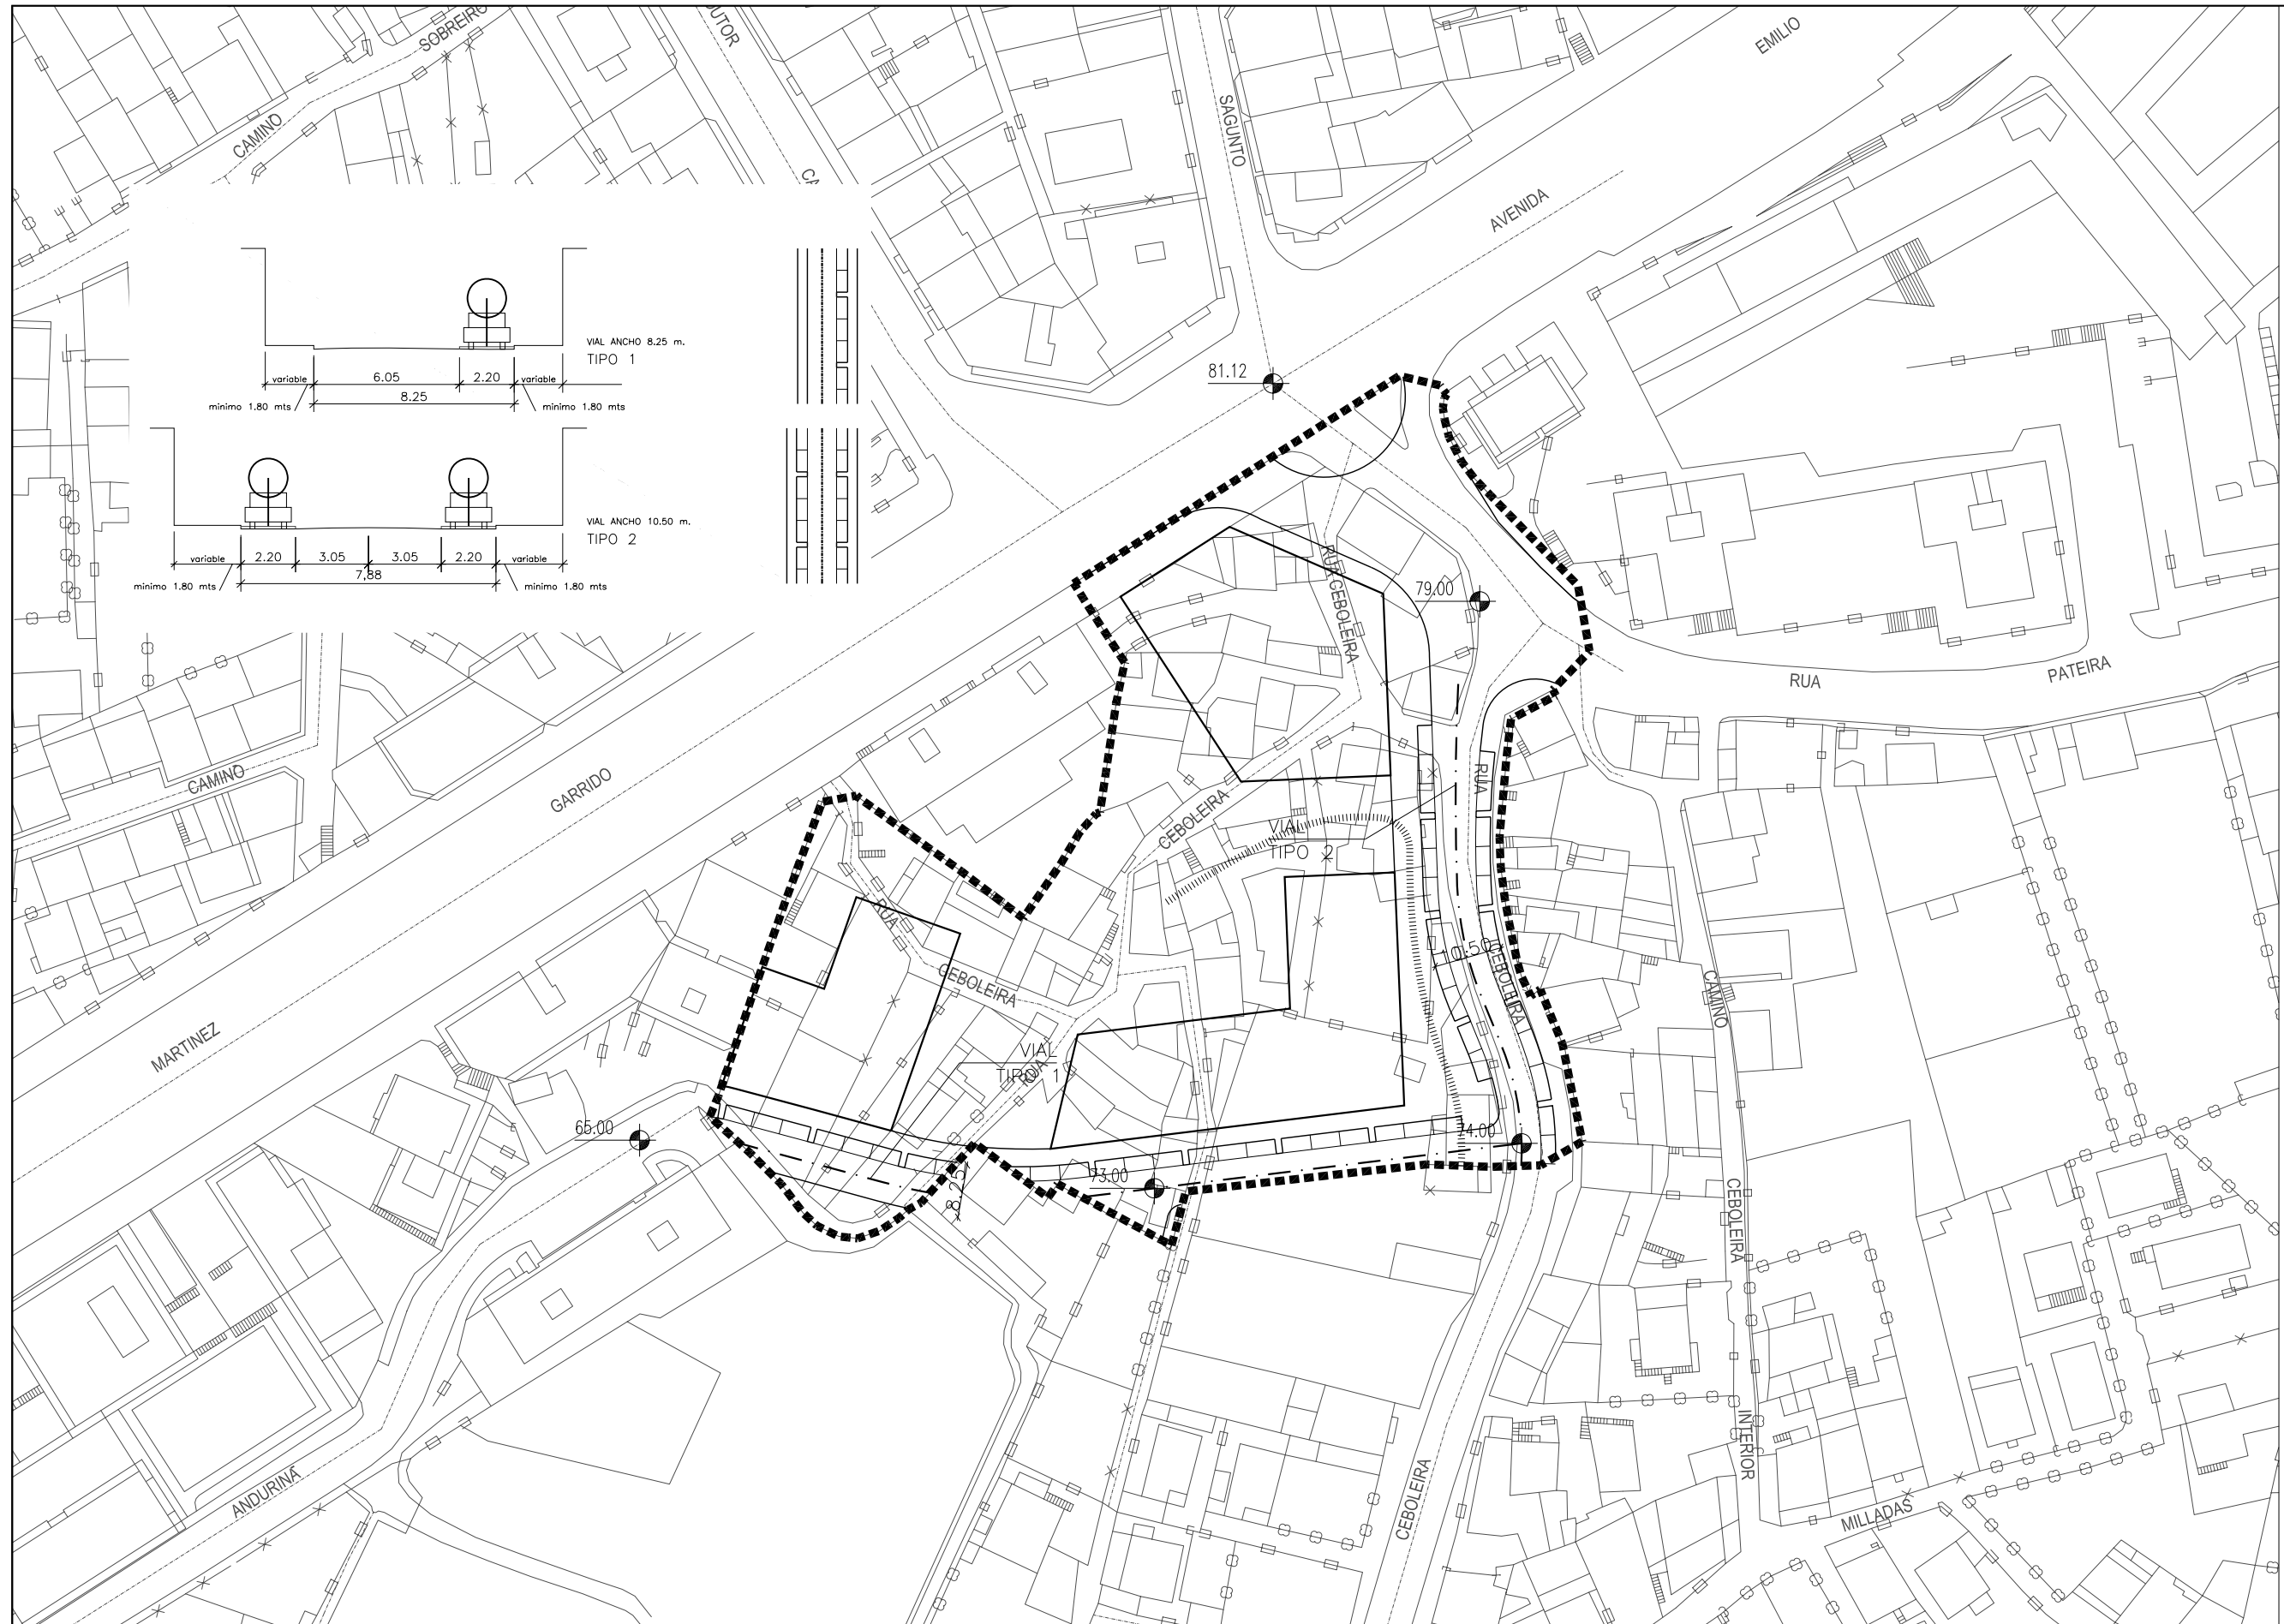 SOBREIRO
CAMINO
SAGUNTO
EMILIO
AVENIDA
VIAL ANCHO 8.25 m.
TIPO 1
variable
6.05
2.20
variable
minimo 1.80 mts
8.25
minimo 1.80 mts
VIAL ANCHO 10.50 m.
TIPO 2
variable
2.20
3.05
3.05
2.20
variable
minimo 1.80 mts
7,88
minimo 1.80 mts
81.12
79.00
RUA CEBOLEIRA
RUA
PATEIRA
CAMINO
GARRIDO
MARTINEZ
CEBOLEIRA
VIAL
TIPO 2
RUA
RUA
CEBOLEIRA
10.50
CEBOLEIRA
CAMINO
VIAL
TIPO 1
RUA
65.00
74.00
73.00
8.25
CEBOLEIRA
INTERIOR
ANDURIÑA
CEBOLEIRA
MILLADAS